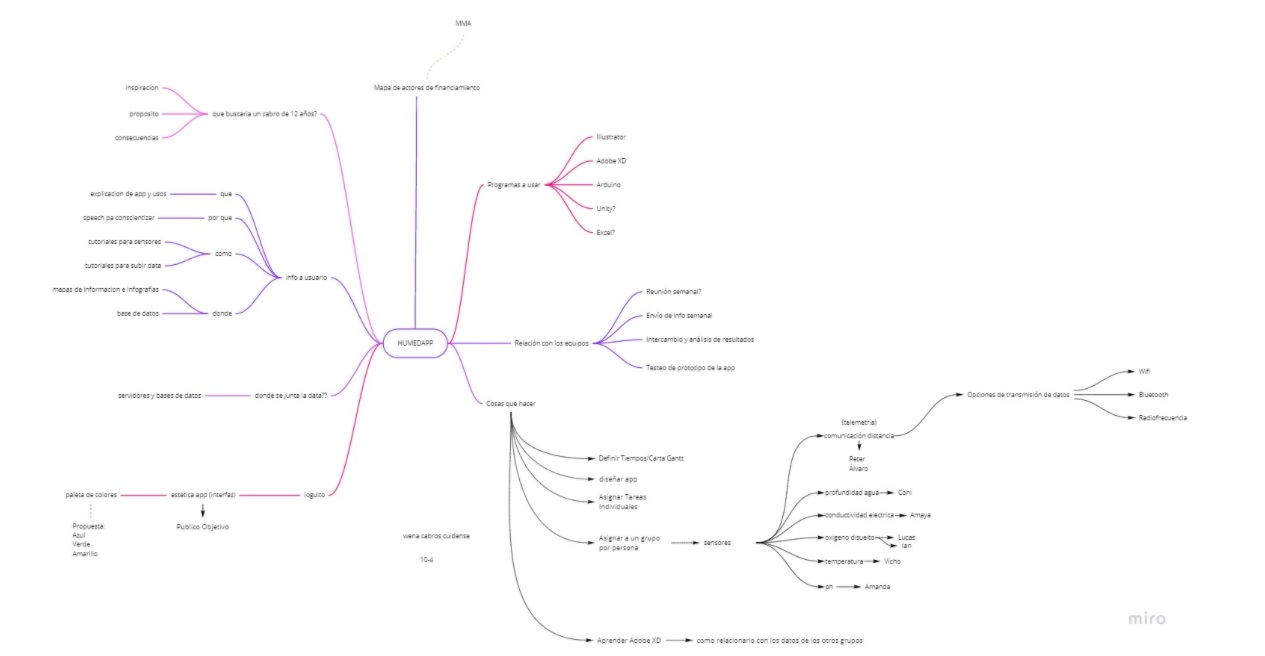 MMA
Mapa de actores de financiamiento
inspiracion
proposito
consecuencias
que buscaria un cabro de 12 años?
explicacion de app y usos
que
speech pa conscientizar
por que
tutoriales para sensores
tutoriales para subir data
como
mapas de informacion e infografias
base de datos
donde
info a usuario
servidores y bases de datos
donde se junta la data??
paleta de colores
estetica app (interfaz)
loguito
Propuesta:
Azul
Verde
Amarillo
Publico Objetivo
HUMEDAPP
Programas a usar
Illustrator
Adobe XD
Arduino
Unity?
Excel?
Relación con los equipos
Reunión semanal?
Envío de info semanal
Intercambio y análisis de resultados
Testeo de prototipo de la app
Cosas que hacer
Definir Tiempos/Carta Gantt
diseñar app
Asignar Tareas
Individuales
Asignar a un grupo
por persona
sensores
(telemetría)
comunicación distancia
Peter
Álvaro
Opciones de transmisión de datos
Wifi
Bluetooth
Radiofrecuencia
profundidad agua
Coni
conductividad electrica
Amaya
oxigeno disuelto
Lucas
Ian
temperatura
Vicho
ph
Amanda
Aprender Adobe XD
como relacionarlo con los datos de los otros grupos
wena cabros cuidense
10-4
miro